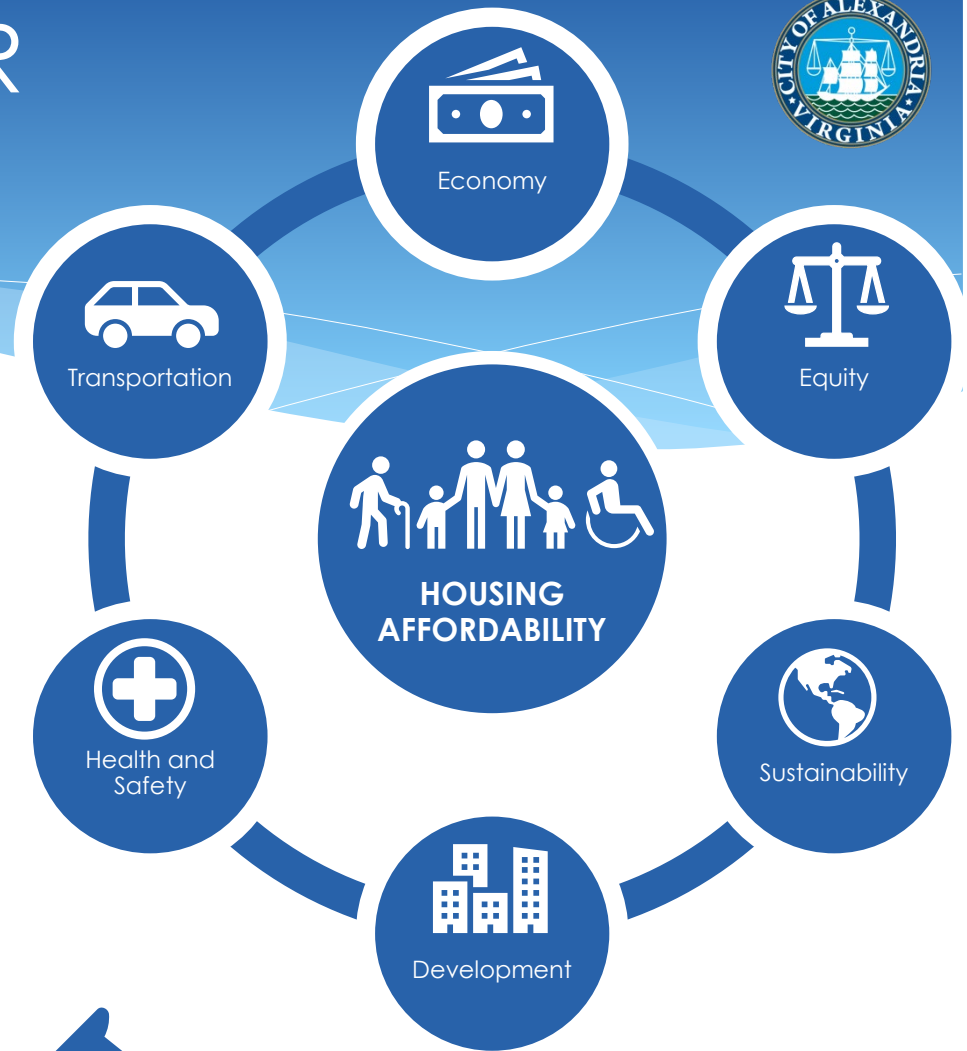 R
CITY OF ALEXANDRIA
VIRGINIA
Economy
Transportation
Equity
HOUSING
AFFORDABILITY
Health and
Safety
Sustainability
Development